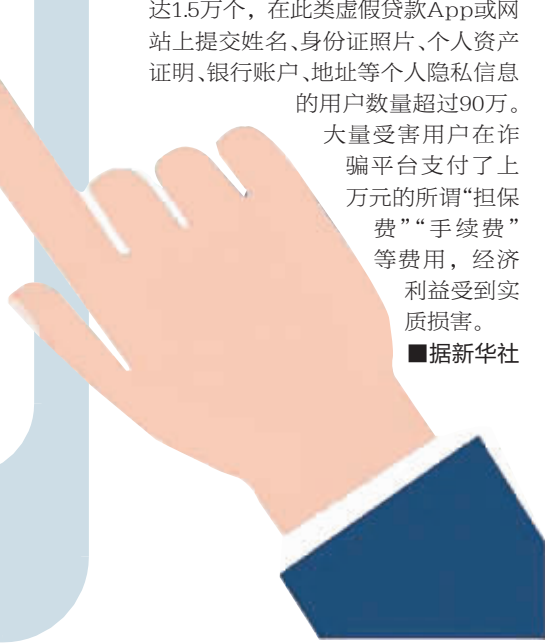 达1.5万个，在此类虚假贷款App或网
站上提交姓名、身份证照片、个人资产
证明、银行账户、地址等个人隐私信息
的用户数量超过90万。
大量受害用户在诈
骗平台支付了上
万元的所谓“担保
费”“手续费”
等费用，经济
利益受到实
质损害。
■据新华社